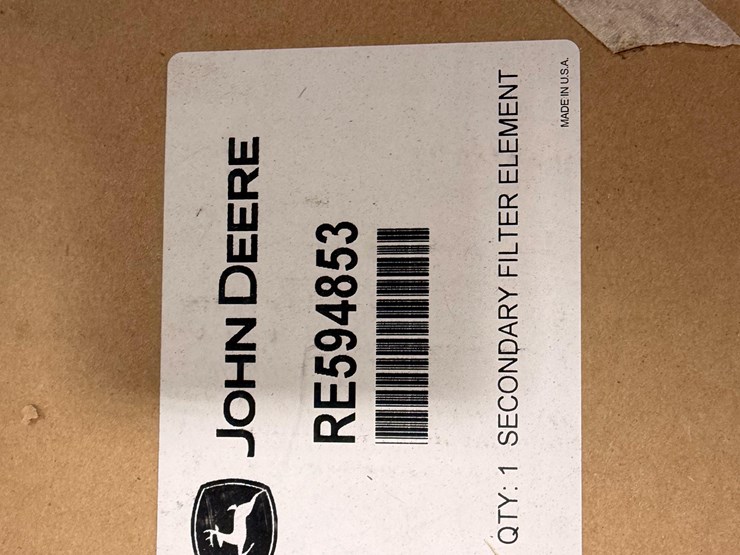 JOHN DEERE
RE594853
QTY: 1 SECONDARY FILTER ELEMENT
MADE IN U.S.A.